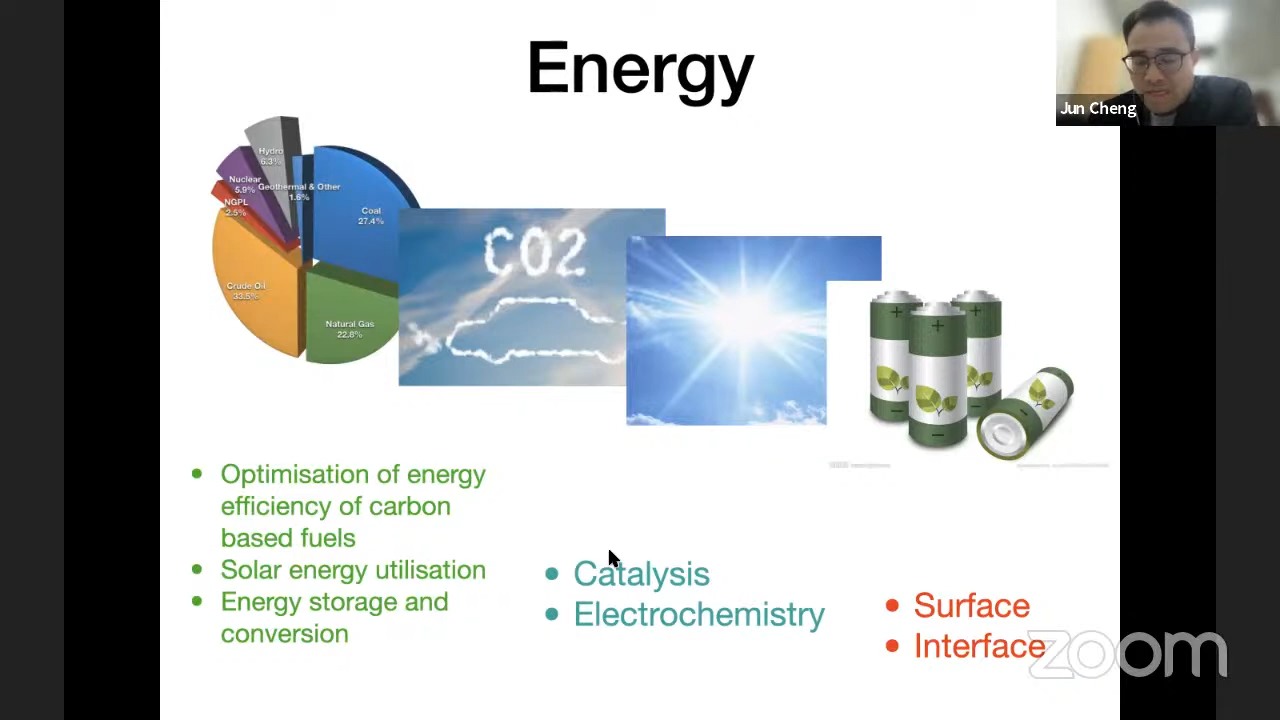 Energy
Jun Cheng
Hydro
6.3%
Nuclear
5.9%
Geothermal & Other
1.6%
NGPL
2.5%
Coal
27.4%
Crude Oil
33.5%
Natural Gas
22.8%
CO2
+
+
+
−
−
−
• Optimisation of energy
efficiency of carbon
based fuels
• Solar energy utilisation
• Energy storage and
conversion
• Catalysis
• Electrochemistry
• Surface
• Interface
zoom